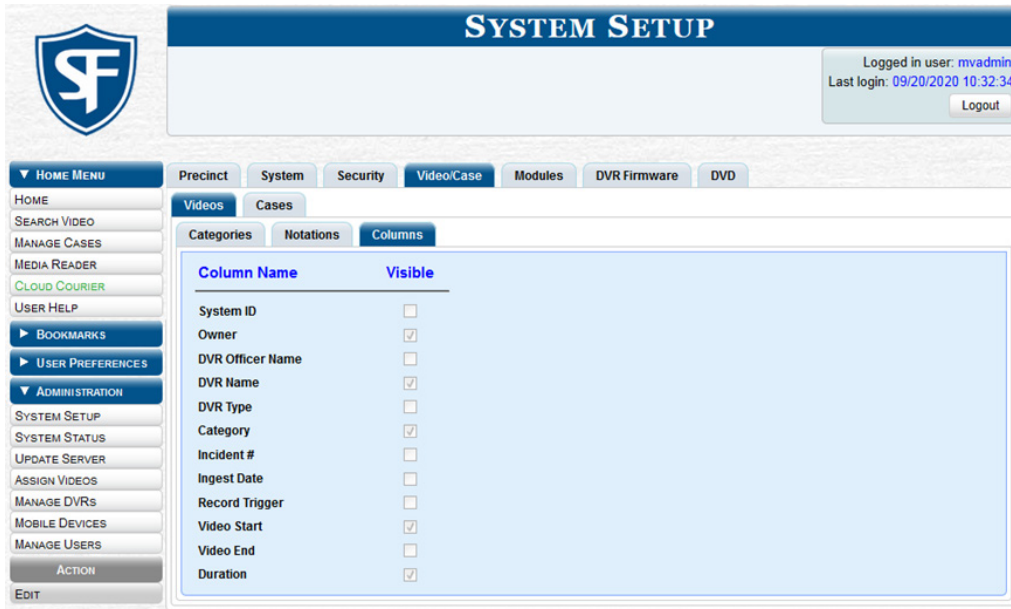 SYSTEM SETUP
SF
Logged in user: mvadmin
Last login: 09/20/2020 10:32:34
Logout
▼ HOME MENU
HOME
SEARCH VIDEO
MANAGE CASES
MEDIA READER
CLOUD COURIER
USER HELP
► BOOKMARKS
► USER PREFERENCES
▼ ADMINISTRATION
SYSTEM SETUP
SYSTEM STATUS
UPDATE SERVER
ASSIGN VIDEOS
MANAGE DVRS
MOBILE DEVICES
MANAGE USERS
ACTION
EDIT
Precinct System Security Video/Case Modules DVR Firmware DVD
Videos Cases
Categories Notations Columns
Column Name Visible
System ID
Owner
DVR Officer Name
DVR Name
DVR Type
Category
Incident #
Ingest Date
Record Trigger
Video Start
Video End
Duration